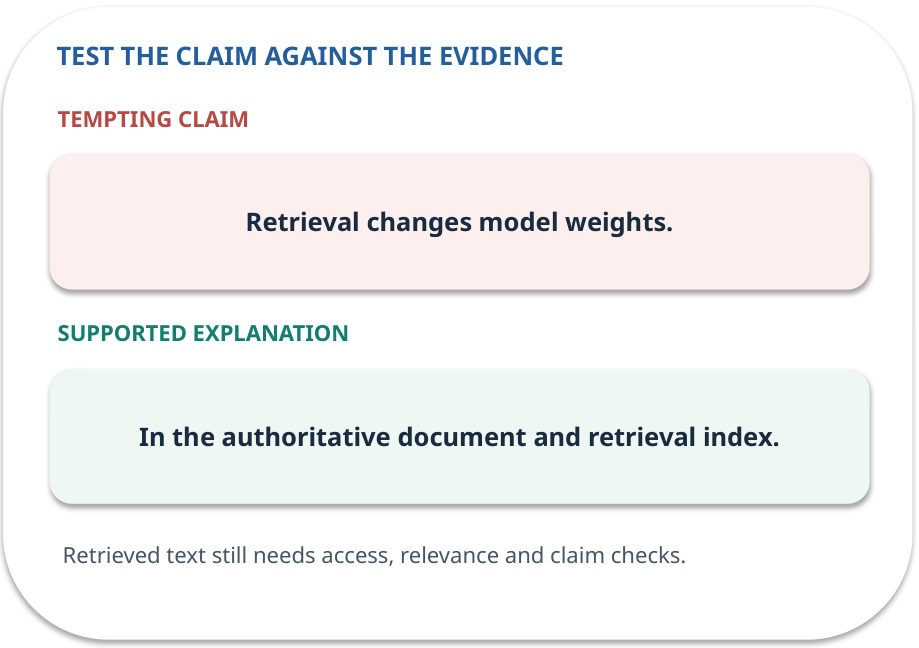 TEST THE CLAIM AGAINST THE EVIDENCE
TEMPTING CLAIM
Retrieval changes model weights.
SUPPORTED EXPLANATION
In the authoritative document and retrieval index.
Retrieved text still needs access, relevance and claim checks.